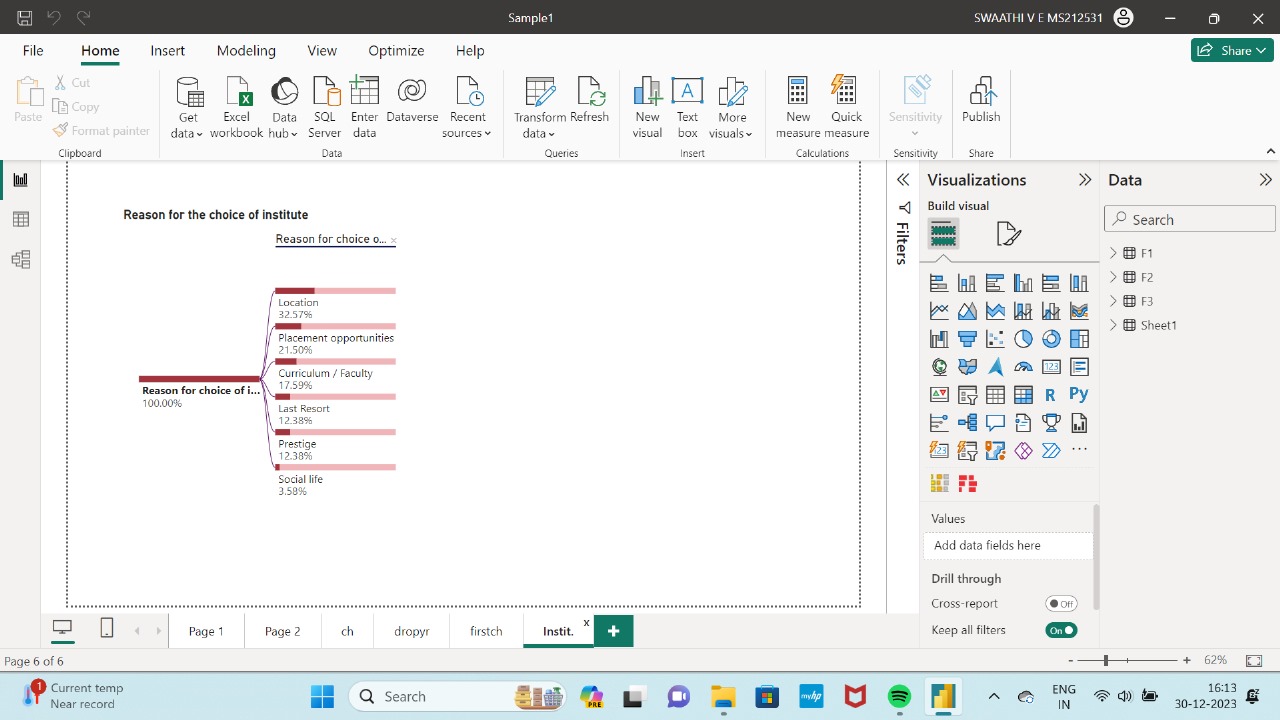 Sample1
SWAATHI V E MS212531
File
Home
Insert
Modeling
View
Optimize
Help
Share
Paste
Cut
Copy
Format painter
Clipboard
Get data
Excel workbook
Data hub
SQL Server
Enter data
Dataverse
Recent sources
Data
Transform data
Refresh
Queries
New visual
Text box
More visuals
Insert
New measure
Quick measure
Calculations
Sensitivity
Sensitivity
Publish
Share
Reason for the choice of institute
Reason for choice o... ×
Location
32.57%
Placement opportunities
21.50%
Curriculum / Faculty
17.59%
Reason for choice of i...
100.00%
Last Resort
12.38%
Prestige
12.38%
Social life
3.58%
Filters
Visualizations
Build visual
123
R
Py
123
Values
Add data fields here
Drill through
Cross-report
Off
Keep all filters
On
Data
Search
F1
F2
F3
Sheet1
Page 1
Page 2
ch
dropyr
firstch
Instit.
x
+
Page 6 of 6
- + 62%
1
Current temp
Near record
Search
PRE
myhp
ENG
IN
16:13
30-12-2023